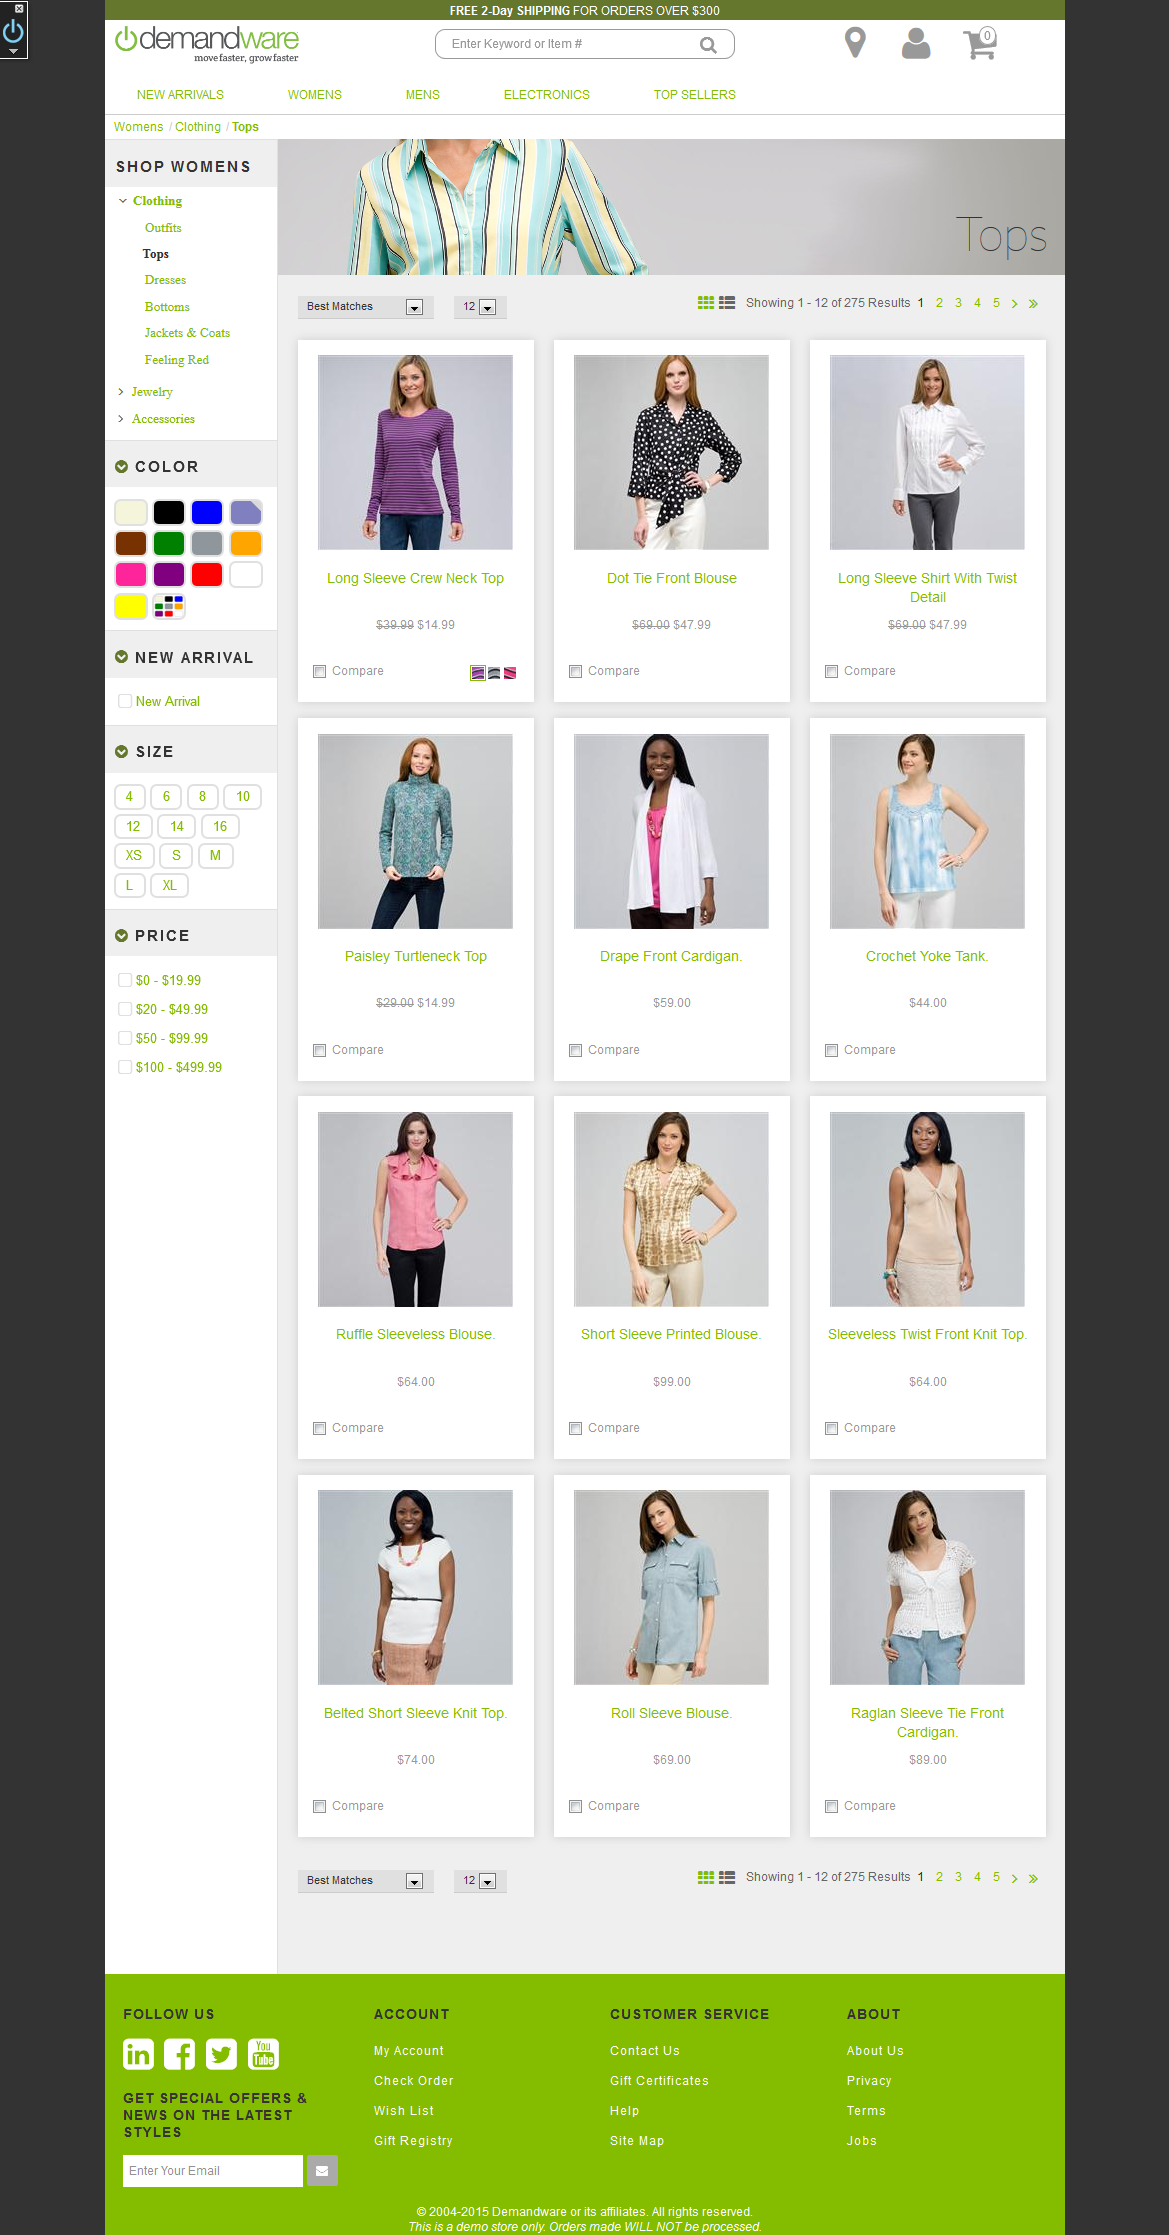 FREE 2-Day SHIPPING FOR ORDERS OVER $300
demandware
move faster, grow faster
Enter Keyword or Item #
0
NEW ARRIVALS
WOMENS
MENS
ELECTRONICS
TOP SELLERS
Womens / Clothing / Tops
SHOP WOMENS
Clothing
Outfits
Tops
Dresses
Bottoms
Jackets & Coats
Feeling Red
Jewelry
Accessories
COLOR
NEW ARRIVAL
New Arrival
SIZE
4 6 8 10
12 14 16
XS S M
L XL
PRICE
$0 - $19.99
$20 - $49.99
$50 - $99.99
$100 - $499.99
Tops
Best Matches 12 Showing 1 - 12 of 275 Results 1 2 3 4 5 > »
Long Sleeve Crew Neck Top
$39.99 $14.99
Compare
Dot Tie Front Blouse
$69.00 $47.99
Compare
Long Sleeve Shirt With Twist
Detail
$69.00 $47.99
Compare
Paisley Turtleneck Top
$29.00 $14.99
Compare
Drape Front Cardigan.
$59.00
Compare
Crochet Yoke Tank.
$44.00
Compare
Ruffle Sleeveless Blouse.
$64.00
Compare
Short Sleeve Printed Blouse.
$99.00
Compare
Sleeveless Twist Front Knit Top.
$64.00
Compare
Belted Short Sleeve Knit Top.
$74.00
Compare
Roll Sleeve Blouse.
$69.00
Compare
Raglan Sleeve Tie Front
Cardigan.
$89.00
Compare
Best Matches 12 Showing 1 - 12 of 275 Results 1 2 3 4 5 > »
FOLLOW US
in f You Tube
GET SPECIAL OFFERS &
NEWS ON THE LATEST
STYLES
Enter Your Email
ACCOUNT
My Account
Check Order
Wish List
Gift Registry
CUSTOMER SERVICE
Contact Us
Gift Certificates
Help
Site Map
ABOUT
About Us
Privacy
Terms
Jobs
© 2004-2015 Demandware or its affiliates. All rights reserved.
This is a demo store only. Orders made WILL NOT be processed.